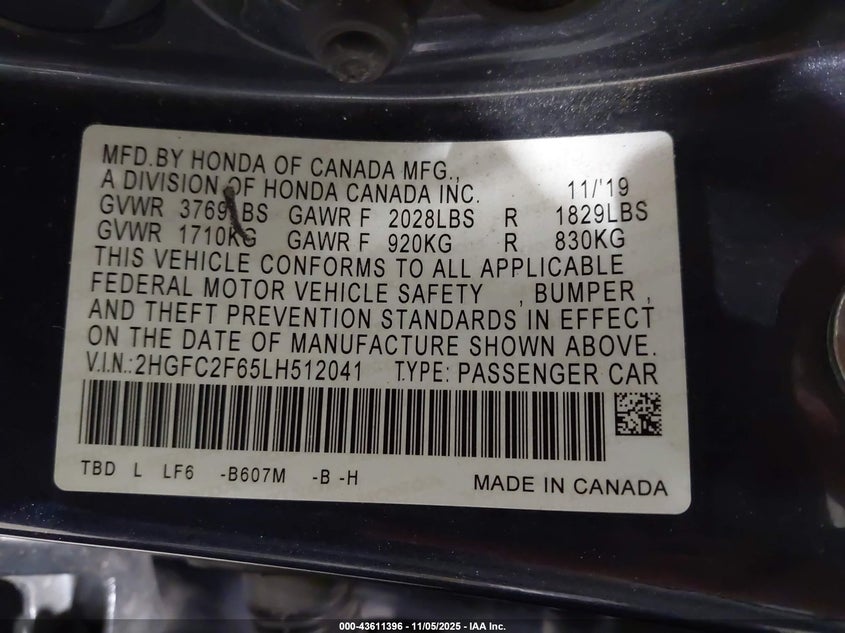 MFD.BY HONDA OF CANADA MFG.,
A DIVISION OF HONDA CANADA INC. 11/'19
GVWR 3769LBS GAWR F 2028LBS R 1829LBS
GVWR 1710KG GAWR F 920KG R 830KG
THIS VEHICLE CONFORMS TO ALL APPLICABLE
FEDERAL MOTOR VEHICLE SAFETY , BUMPER ,
AND THEFT PREVENTION STANDARDS IN EFFECT
ON THE DATE OF MANUFACTURE SHOWN ABOVE.
V.I.N.:2HGFC2F65LH512041 TYPE: PASSENGER CAR
TBD L LF6 -B607M -B -H MADE IN CANADA
000-43611396 - 11/05/2025 - IAA Inc.